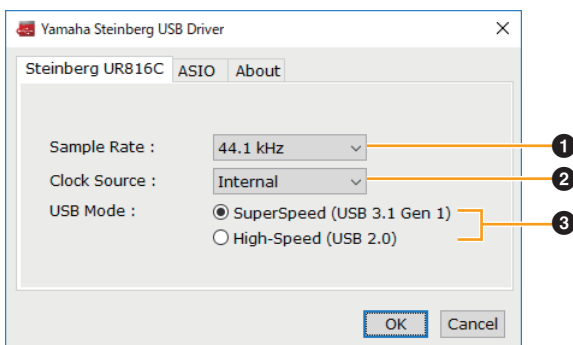 Yamaha Steinberg USB Driver
Steinberg UR816C ASIO About
Sample Rate : 44.1 kHz 1
Clock Source : Internal 2
USB Mode : SuperSpeed (USB 3.1 Gen 1)
3
High-Speed (USB 2.0)
OK Cancel